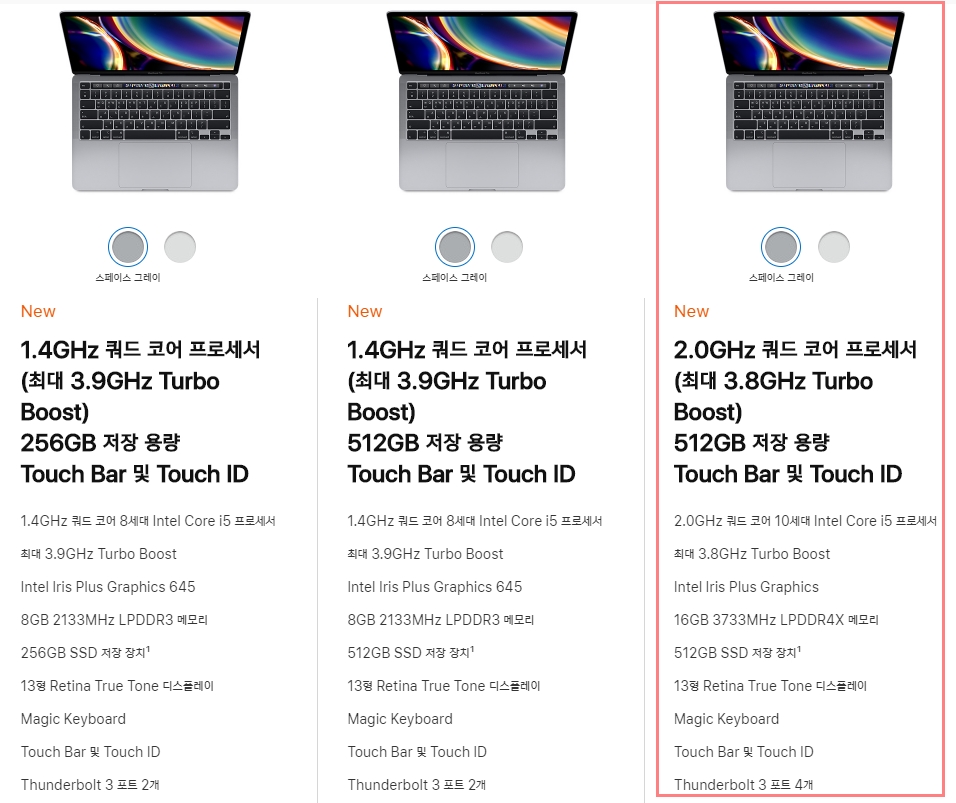 스페이스 그레이
New
1.4GHz 쿼드 코어 프로세서
(최대 3.9GHz Turbo
Boost)
256GB 저장 용량
Touch Bar 및 Touch ID
1.4GHz 쿼드 코어 8세대 Intel Core i5 프로세서
최대 3.9GHz Turbo Boost
Intel Iris Plus Graphics 645
8GB 2133MHz LPDDR3 메모리
256GB SSD 저장 장치¹
13형 Retina True Tone 디스플레이
Magic Keyboard
Touch Bar 및 Touch ID
Thunderbolt 3 포트 2개
스페이스 그레이
New
1.4GHz 쿼드 코어 프로세서
(최대 3.9GHz Turbo
Boost)
512GB 저장 용량
Touch Bar 및 Touch ID
1.4GHz 쿼드 코어 8세대 Intel Core i5 프로세서
최대 3.9GHz Turbo Boost
Intel Iris Plus Graphics 645
8GB 2133MHz LPDDR3 메모리
512GB SSD 저장 장치¹
13형 Retina True Tone 디스플레이
Magic Keyboard
Touch Bar 및 Touch ID
Thunderbolt 3 포트 2개
스페이스 그레이
New
2.0GHz 쿼드 코어 프로세서
(최대 3.8GHz Turbo
Boost)
512GB 저장 용량
Touch Bar 및 Touch ID
2.0GHz 쿼드 코어 10세대 Intel Core i5 프로세서
최대 3.8GHz Turbo Boost
Intel Iris Plus Graphics
16GB 3733MHz LPDDR4X 메모리
512GB SSD 저장 장치¹
13형 Retina True Tone 디스플레이
Magic Keyboard
Touch Bar 및 Touch ID
Thunderbolt 3 포트 4개